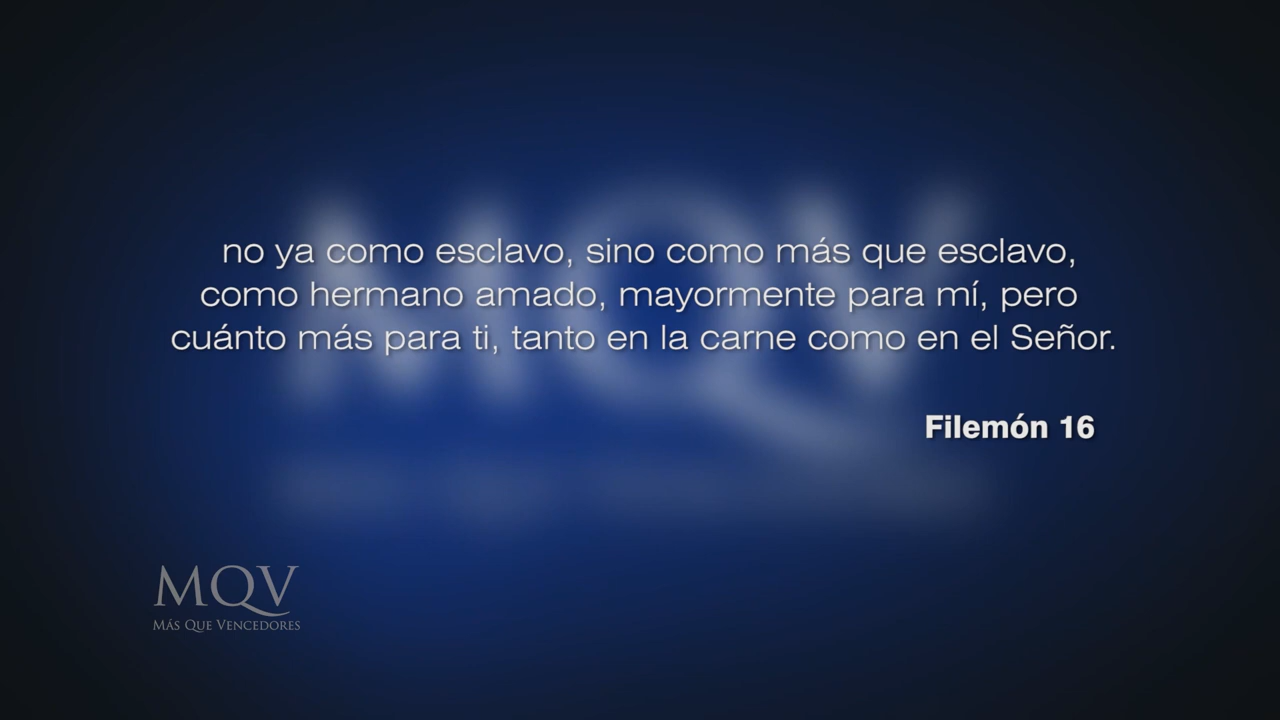 no ya como esclavo, sino como más que esclavo,
como hermano amado, mayormente para mí, pero
cuánto más para ti, tanto en la carne como en el Señor.
Filemón 16
MQV
MÁS QUE VENCEDORES
MQV